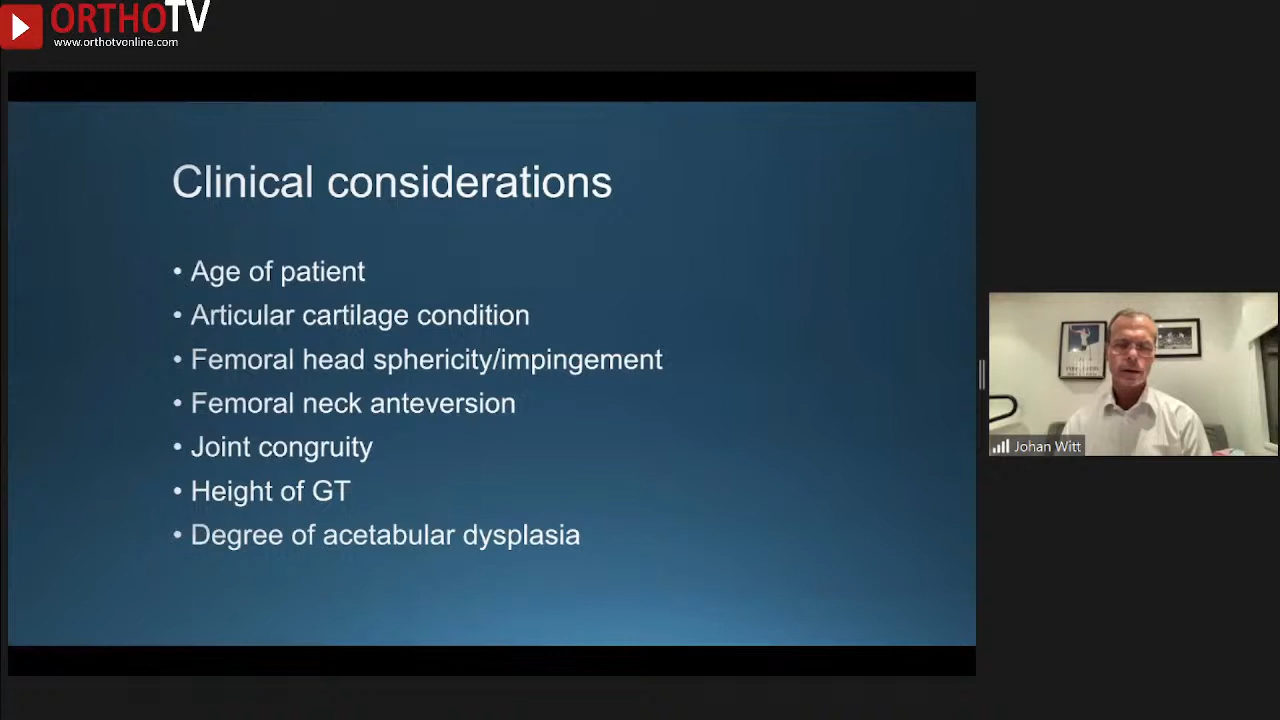 ORTHOTV
www.orthotvonline.com
Clinical considerations
• Age of patient
• Articular cartilage condition
• Femoral head sphericity/impingement
• Femoral neck anteversion
• Joint congruity
• Height of GT
• Degree of acetabular dysplasia
Johan Witt